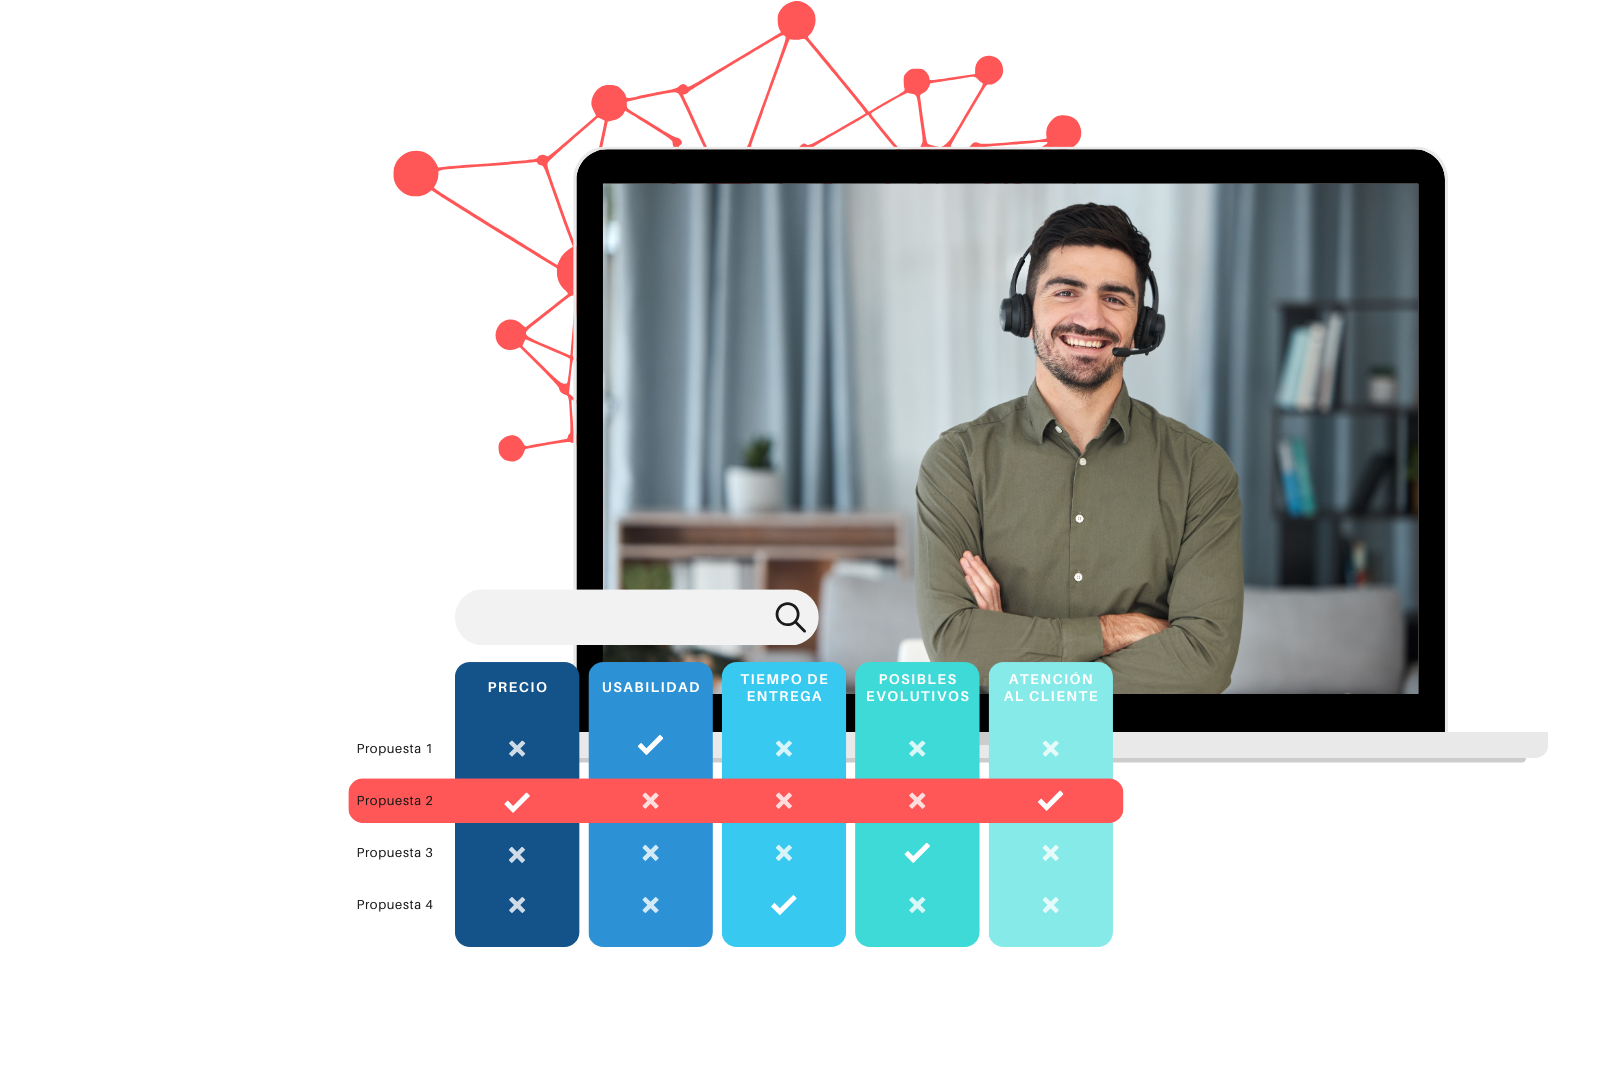 PRECIO
USABILIDAD
TIEMPO DE
ENTREGA
POSIBLES
EVOLUTIVOS
ATENCIÓN
AL CLIENTE
Propuesta 1
Propuesta 2
Propuesta 3
Propuesta 4